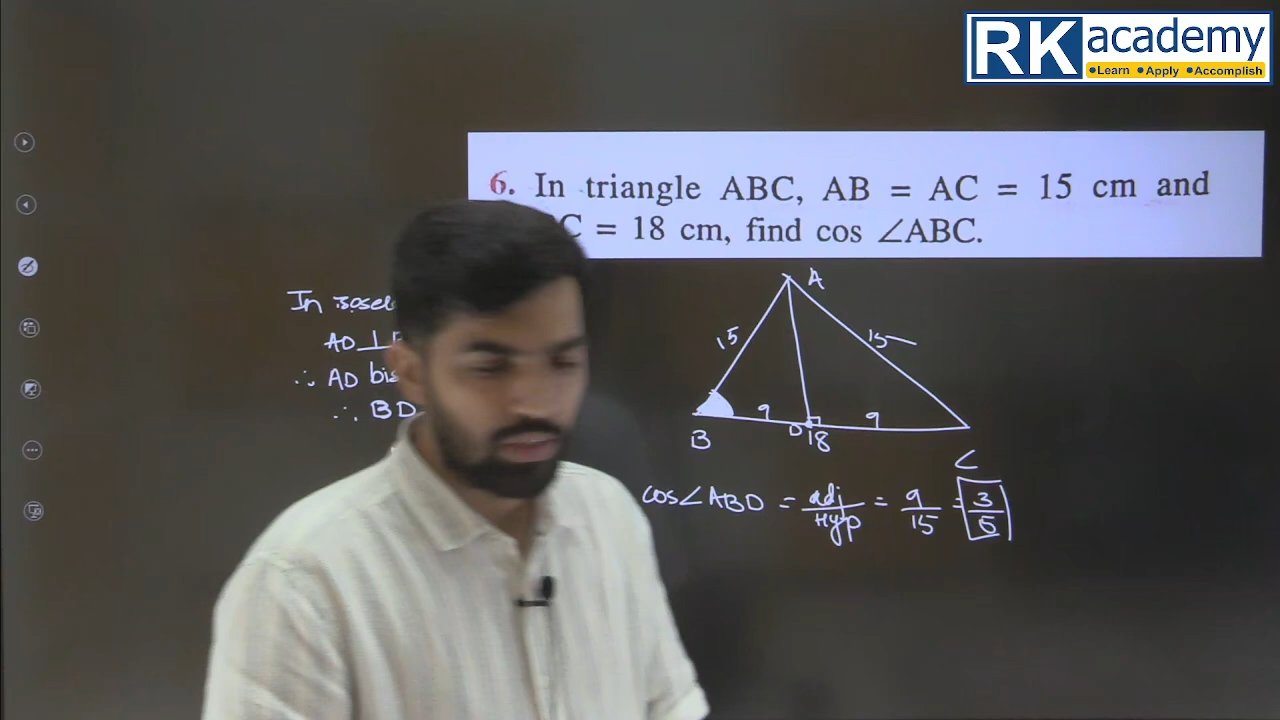 RK academy
•Learn •Apply •Accomplish
6. In triangle ABC, AB = AC = 15 cm and
C = 18 cm, find cos ∠ABC.
In
AD ⊥
∴ AD bis
∴ BD
A
15
15
9
9
B
D
18
C
cos∠ABD = adj/Hyp = 9/15 = 3/5